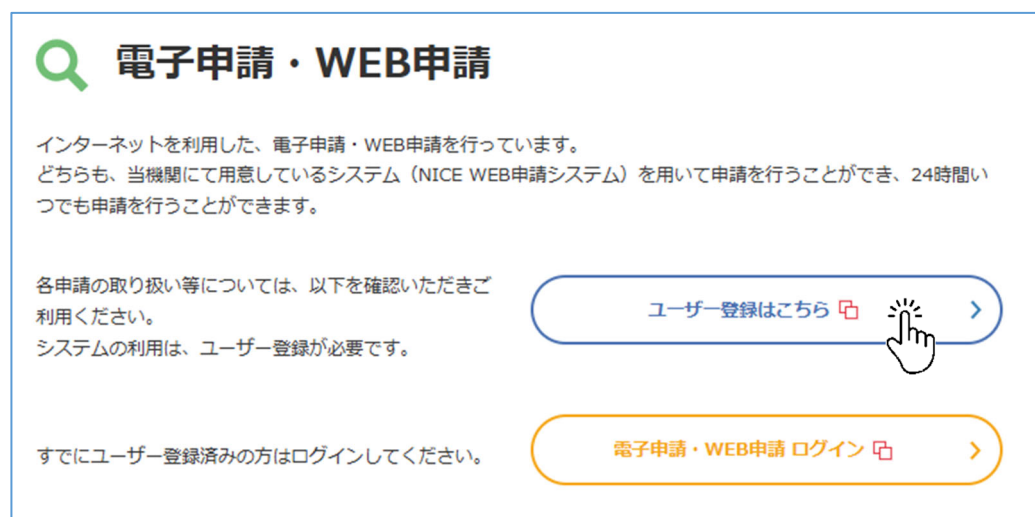 電子申請・WEB申請
インターネットを利用した、電子申請・WEB申請を行っています。
どちらも、当機関にて用意しているシステム（NICE WEB申請システム）を用いて申請を行うことができ、24時間い
つでも申請を行うことができます。
各申請の取り扱い等については、以下を確認いただきご
利用ください。
システムの利用は、ユーザー登録が必要です。
ユーザー登録はこちら
すでにユーザー登録済みの方はログインしてください。
電子申請・WEB申請 ログイン